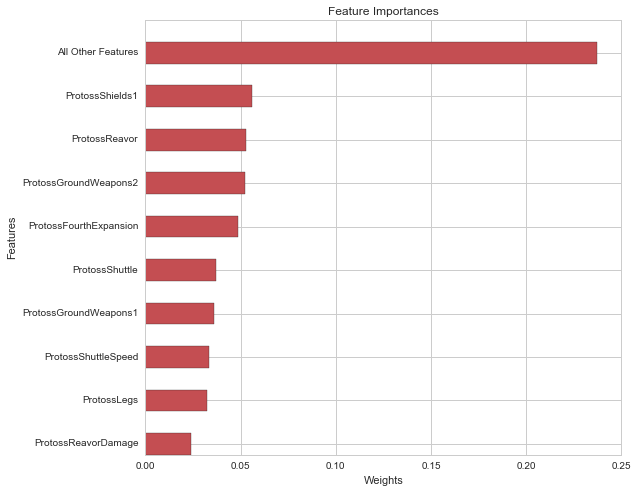 Feature Importances
All Other Features
ProtossShields1
ProtossReavor
ProtossGroundWeapons2
ProtossFourthExpansion
ProtossShuttle
ProtossGroundWeapons1
ProtossShuttleSpeed
ProtossLegs
ProtossReavorDamage
Features
0.00 0.05 0.10 0.15 0.20 0.25
Weights